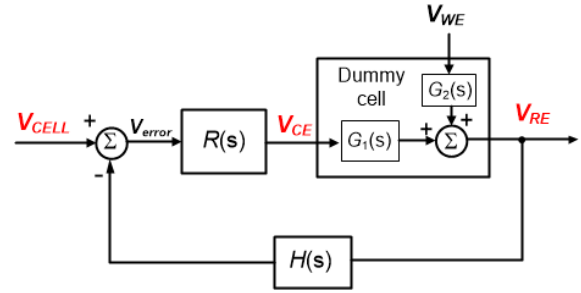 V_WE
Dummy
cell
G_2(s)
V_RE
V_CELL
+
Σ
V_error
R(s)
V_CE
G_1(s)
+
Σ
+
-
H(s)